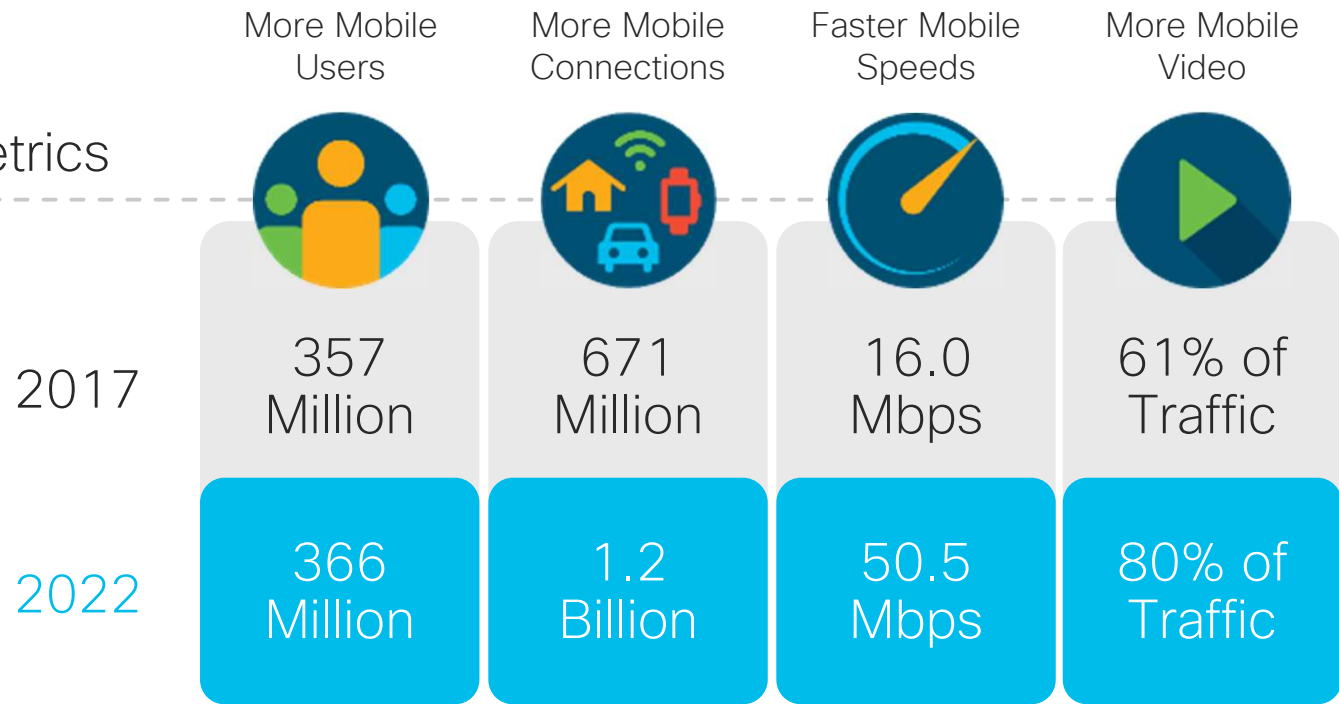 More Mobile
Users
More Mobile
Connections
Faster Mobile
Speeds
More Mobile
Video
2017
357
Million
671
Million
16.0
Mbps
61% of
Traffic
2022
366
Million
1.2
Billion
50.5
Mbps
80% of
Traffic